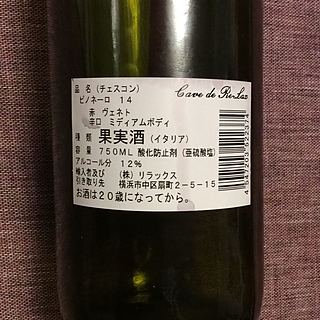 品名 (チェスコン)
ピノネーロ 14
赤 ヴェネト
辛口 ミディアムボディ
種類 果実酒 (イタリア)
容量 750ML 酸化防止剤 (亜硫酸塩)
アルコール分 12%
輸入者及び (株) リラックス
引き取り先 横浜市中区扇町2-5-15
お酒は20歳になってから。
Cave de Re-Lax